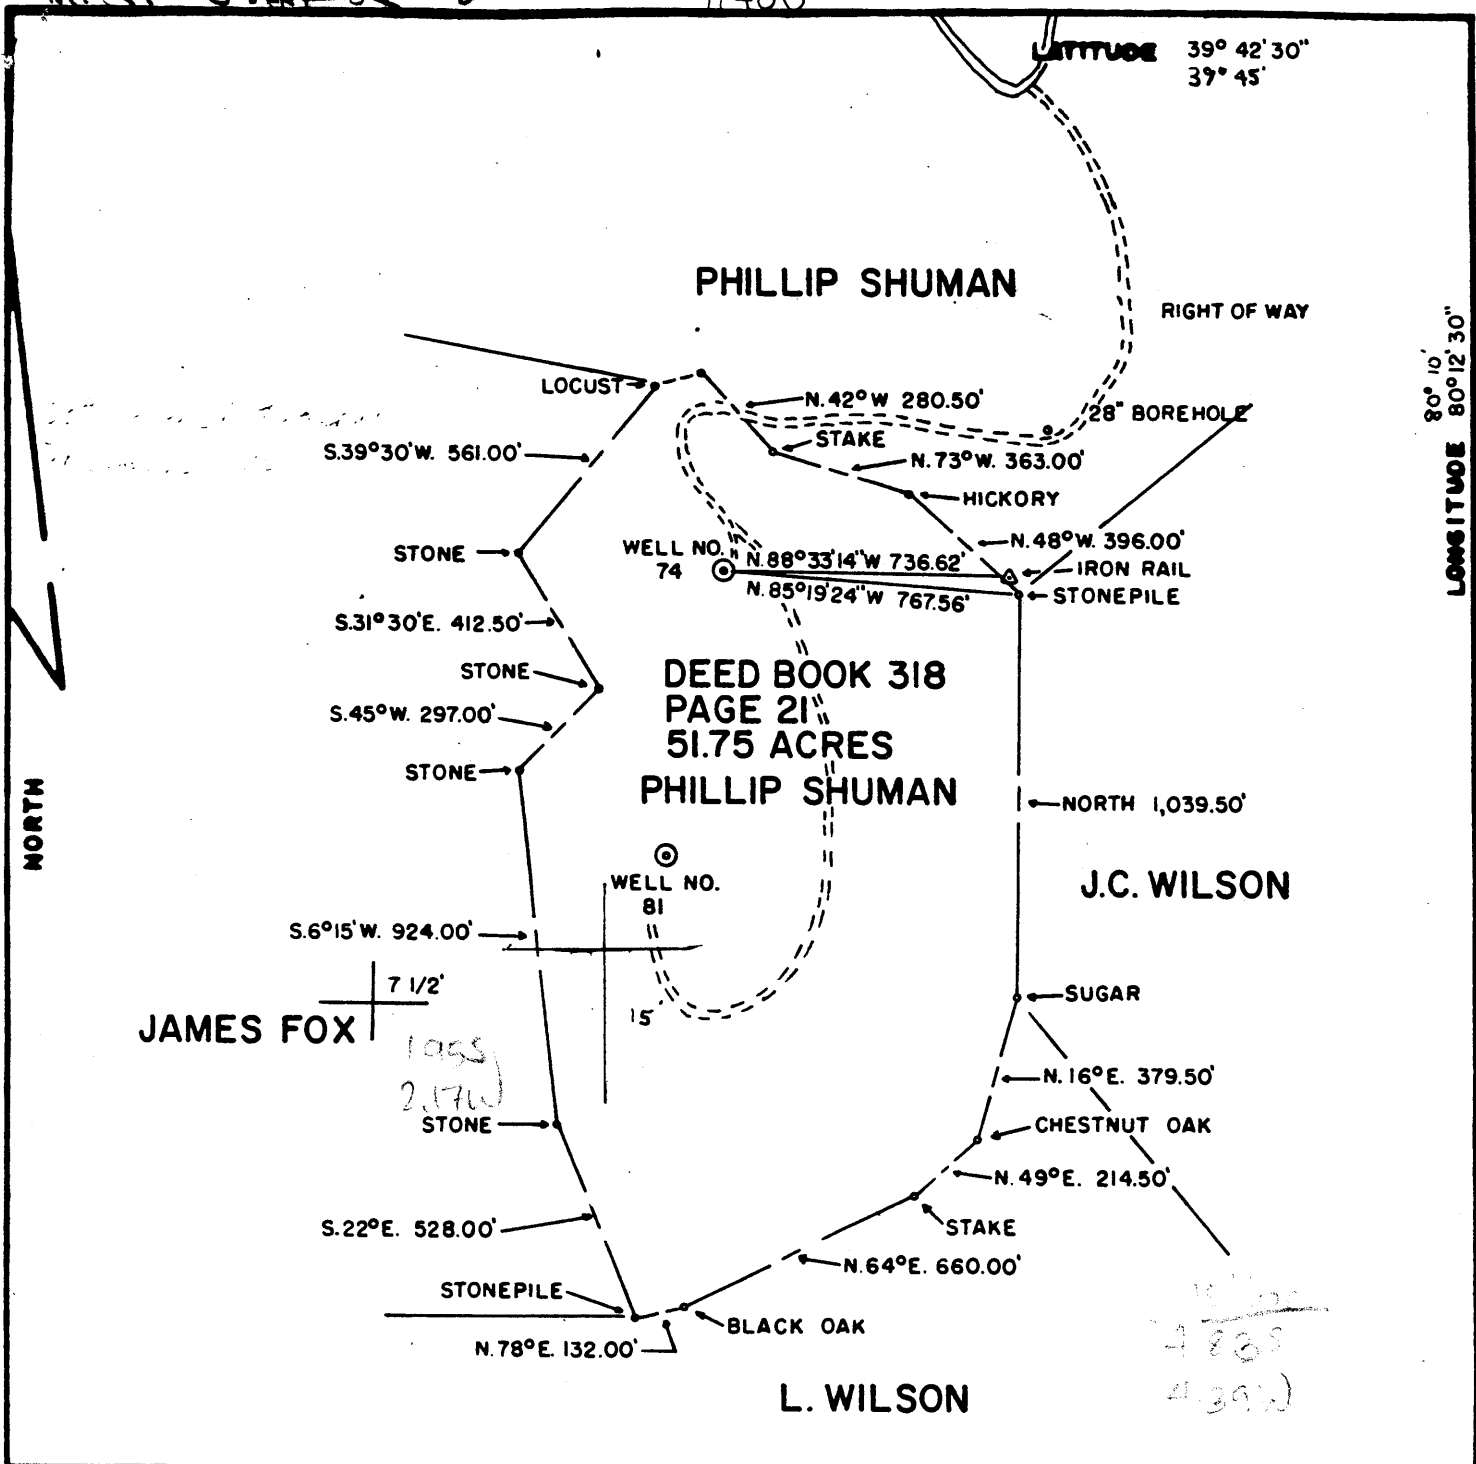 LATITUDE 39° 42' 30"
39° 45'
PHILLIP SHUMAN
RIGHT OF WAY
80° 10'
LONGITUDE 80° 12' 30"
LOCUST
N.42°W 280.50'
28" BOREHOLE
STAKE
S.39°30'W. 561.00'
N.73°W. 363.00'
HICKORY
STONE
WELL NO.
74
N.48°W. 396.00'
N.88°33'14"W 736.62'
IRON RAIL
N.85°19'24"W 767.56'
STONEPILE
S.31°30'E. 412.50'
STONE
DEED BOOK 318
PAGE 21
51.75 ACRES
PHILLIP SHUMAN
S.45°W. 297.00'
STONE
NORTH
NORTH 1,039.50'
J.C. WILSON
WELL NO.
81
S.6°15'W. 924.00'
7 1/2'
15'
SUGAR
JAMES FOX
2.17W
N.16°E. 379.50'
STONE
CHESTNUT OAK
N.49°E. 214.50'
S.22°E. 528.00'
STAKE
N.64°E. 660.00'
STONEPILE
BLACK OAK
N.78°E. 132.00'
4.39W
L. WILSON